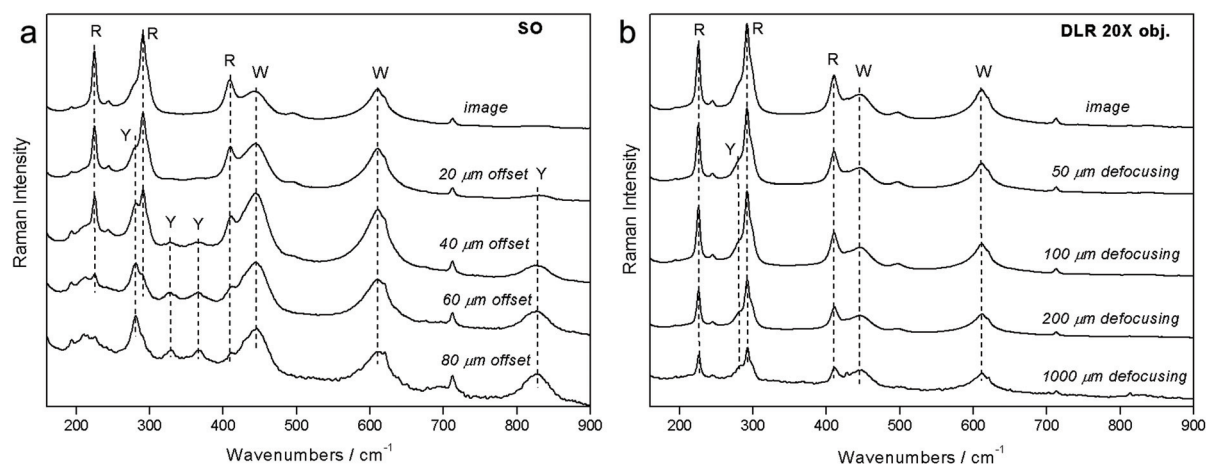 a
SO
R
R
R
W
W
image
Y
20 μm offset
Y
Y
Y
40 μm offset
60 μm offset
80 μm offset
Raman Intensity
200 300 400 500 600 700 800 900
Wavenumbers / cm-1
b
DLR 20X obj.
R
R
R
W
W
image
Y
50 μm defocusing
100 μm defocusing
200 μm defocusing
1000 μm defocusing
Raman Intensity
200 300 400 500 600 700 800 900
Wavenumbers / cm-1